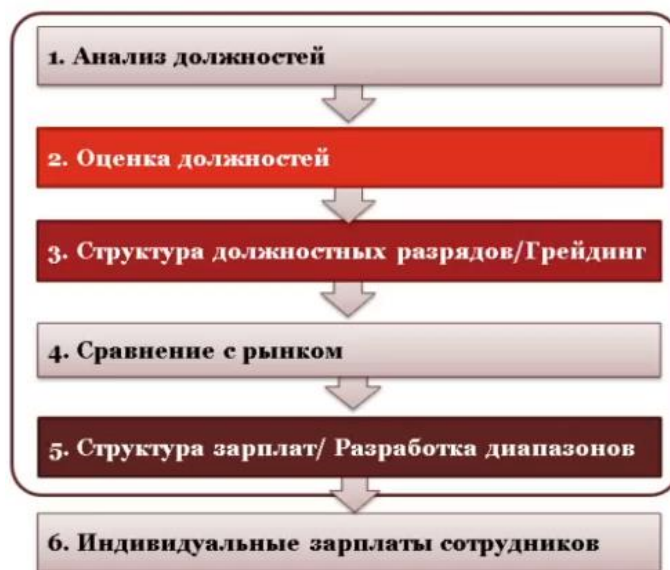 1. Анализ должностей
2. Оценка должностей
3. Структура должностных разрядов/Грейдинг
4. Сравнение с рынком
5. Структура зарплат/ Разработка диапазонов
6. Индивидуальные зарплаты сотрудников